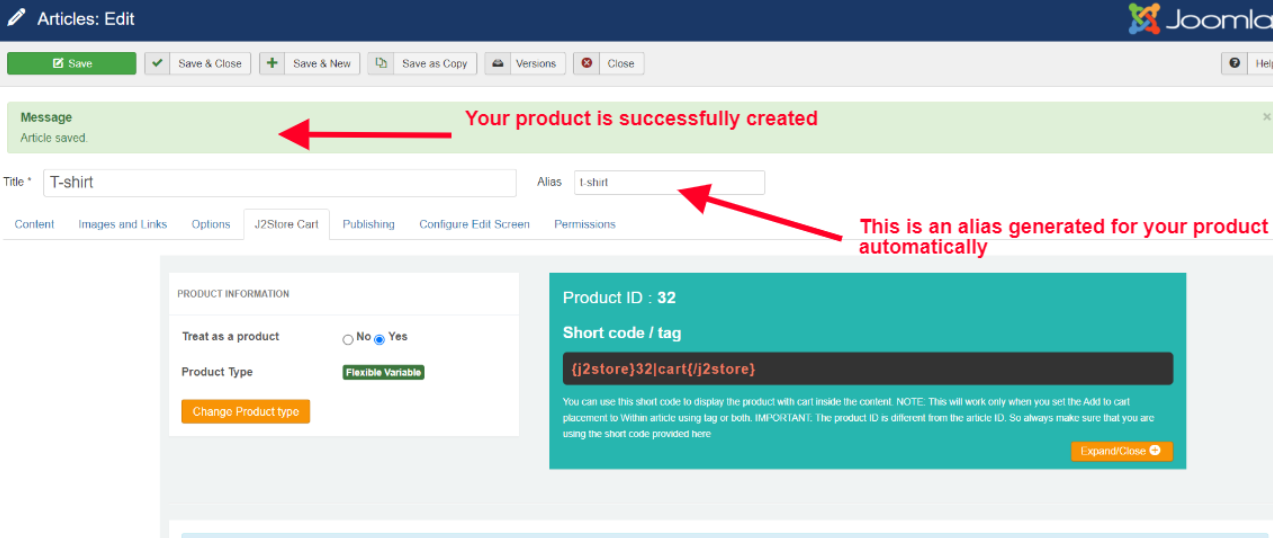 Articles: Edit
Joomla
Save
Save & Close
Save & New
Save as Copy
Versions
Close
Help
Message
Article saved.
×
Your product is successfully created
Title *
T-shirt
Alias
t-shirt
This is an alias generated for your product
automatically
Content
Images and Links
Options
J2Store Cart
Publishing
Configure Edit Screen
Permissions
PRODUCT INFORMATION
Treat as a product
No
Yes
Product Type
Flexible Variable
Change Product type
Product ID : 32
Short code / tag
{j2store}32|cart{/j2store}
You can use this short code to display the product with cart inside the content. NOTE: This will work only when you set the Add to cart
placement to Within article using tag or both. IMPORTANT: The product ID is different from the article ID. So always make sure that you are
using the short code provided here
Expand/Close